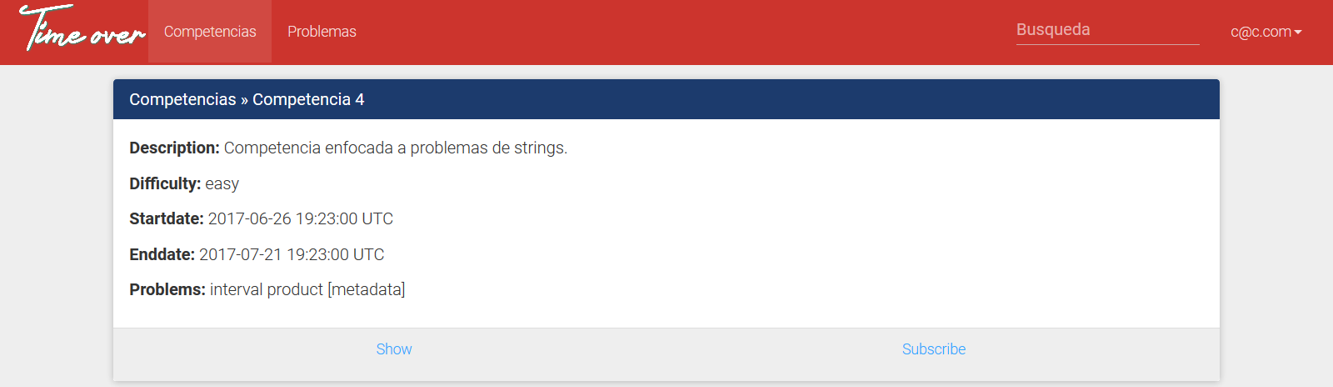 Time over Competencias Problemas Busqueda c@c.com
Competencias » Competencia 4
Description: Competencia enfocada a problemas de strings.
Difficulty: easy
Startdate: 2017-06-26 19:23:00 UTC
Enddate: 2017-07-21 19:23:00 UTC
Problems: interval product [metadata]
Show Subscribe